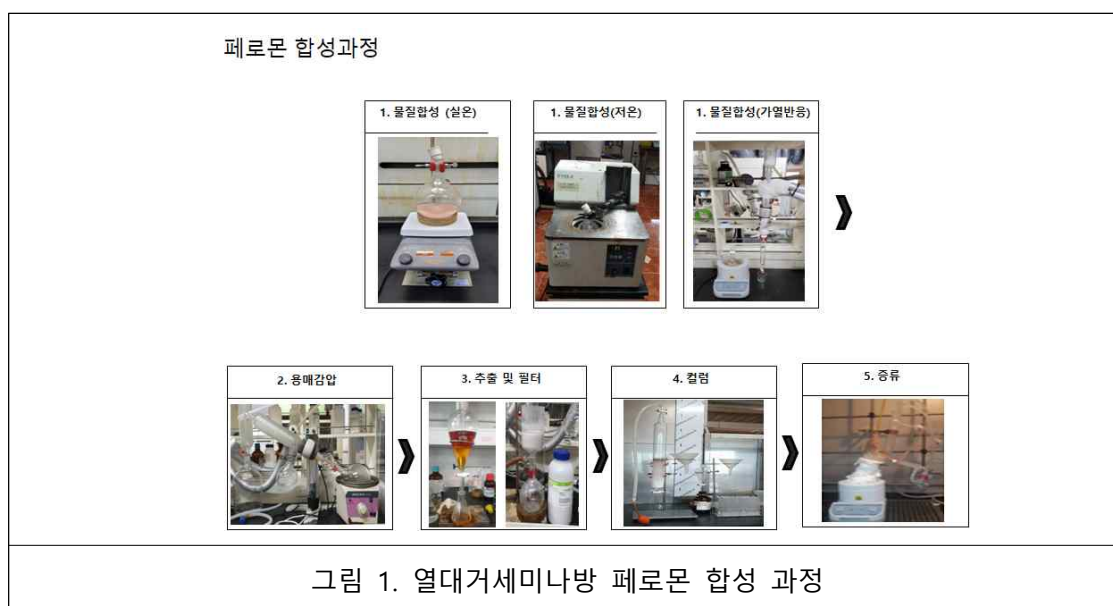 페로몬 합성과정
1. 물질합성 (실온)
1. 물질합성(저온)
1. 물질합성(가열반응)
2. 용매감압
3. 추출 및 필터
4. 컬럼
5. 증류
그림 1. 열대거세미나방 페로몬 합성 과정